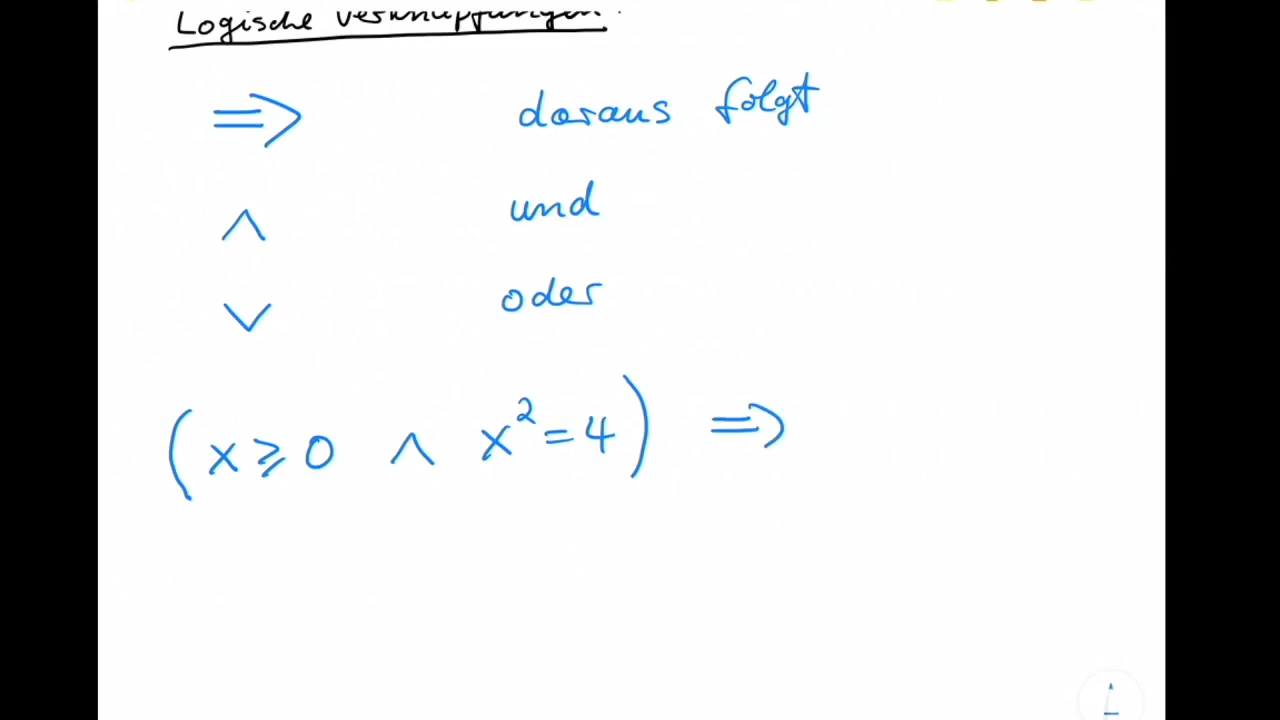 Logische Verknüpfungen:
=> daraus folgt
∧ und
∨ oder
(x ≥ 0 ∧ x² = 4) =>